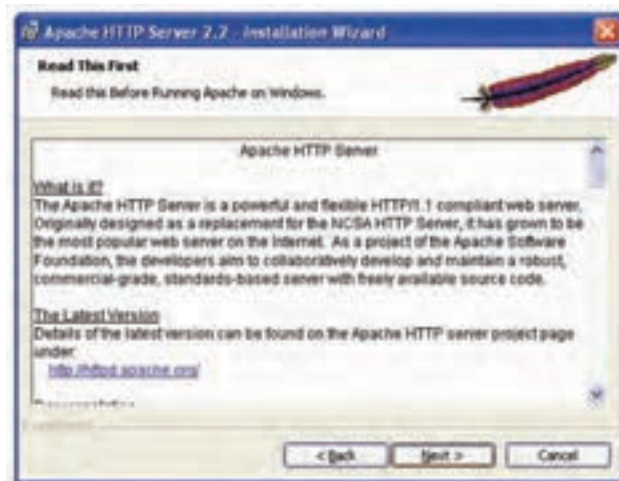 Apache HTTP Server 2.2 - Installation Wizard
Read This First
Read this Before Running Apache on Windows.
Apache HTTP Server
What is it?
The Apache HTTP Server is a powerful and flexible HTTP/1.1 compliant web server.
Originally designed as a replacement for the NCSA HTTP Server, it has grown to be
the most popular web server on the Internet. As a project of the Apache Software
Foundation, the developers aim to collaboratively develop and maintain a robust,
commercial-grade, standards-based server with freely available source code.
The Latest Version
Details of the latest version can be found on the Apache HTTP server project page
under:
http://httpd.apache.org/
< Back
Next >
Cancel